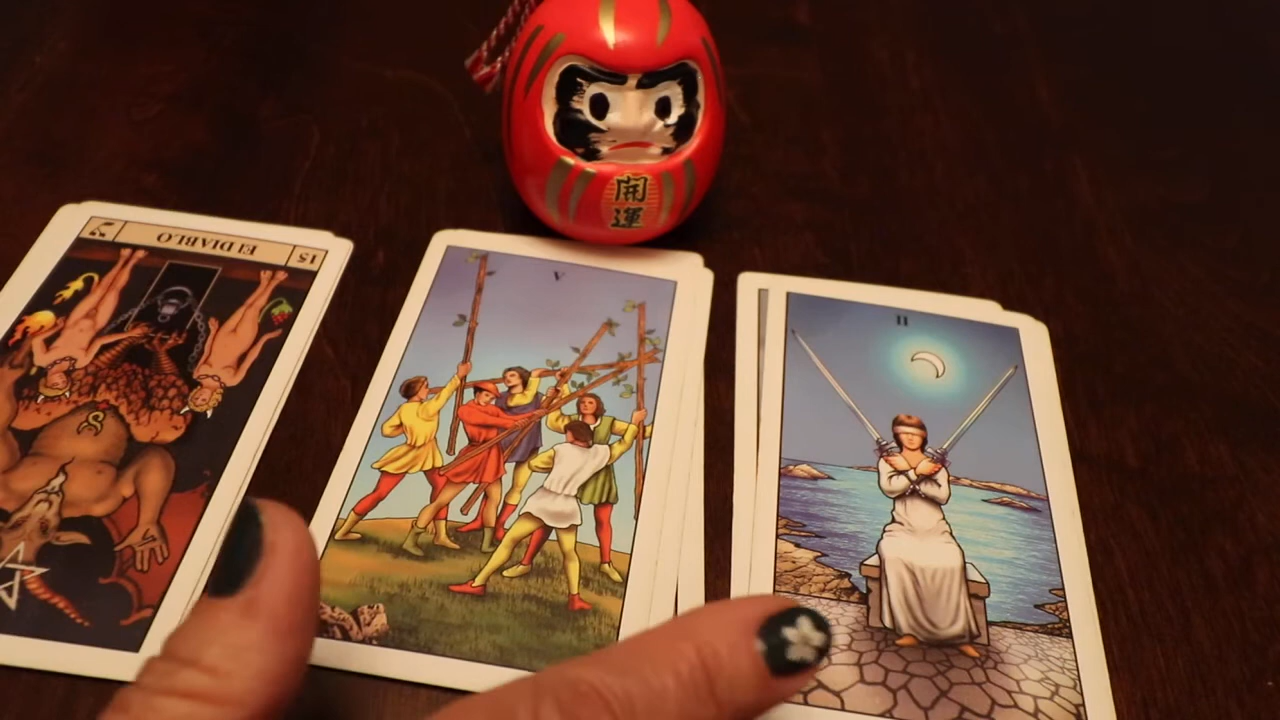 開
運
15 El DIABLO
V
II